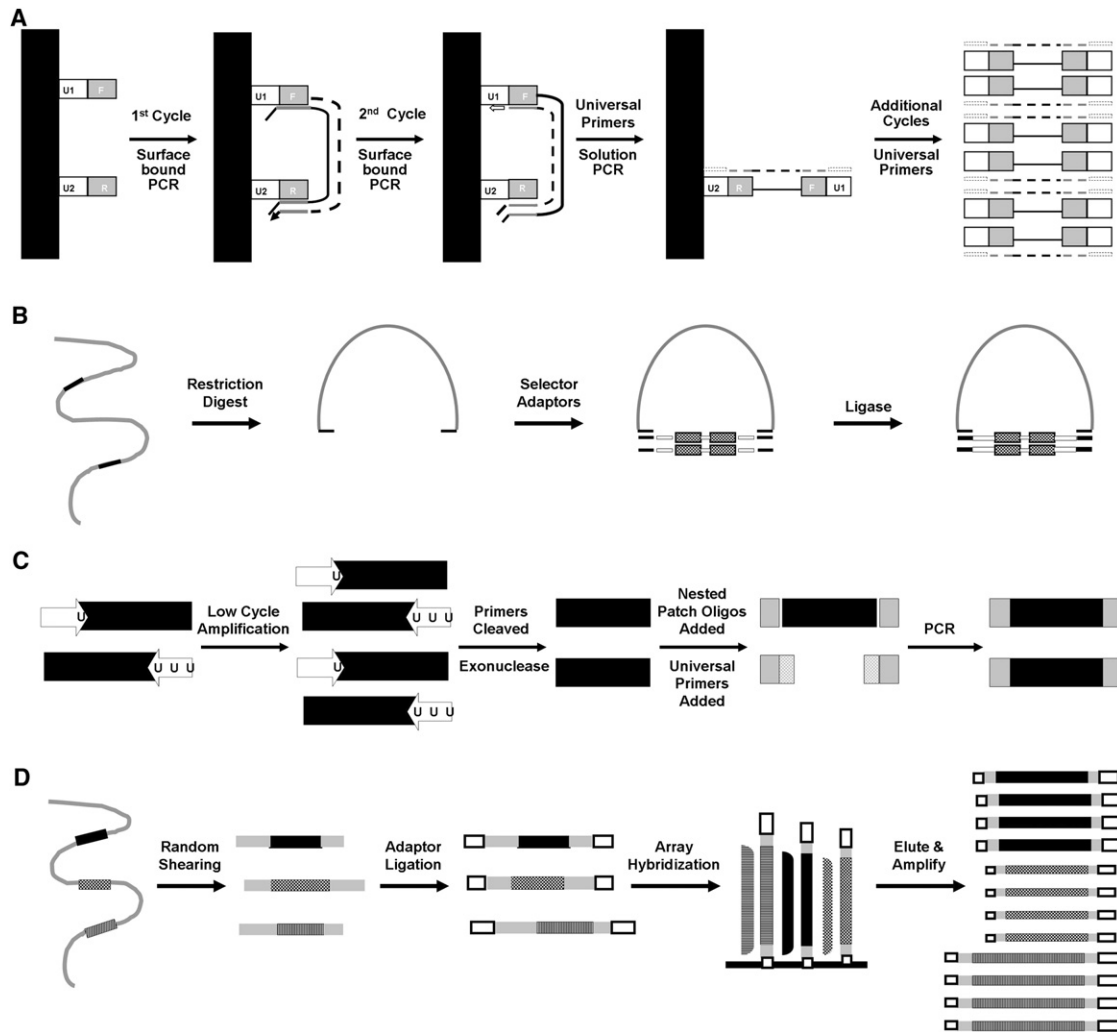 A
U1 F
U2 R
1st Cycle
Surface
bound
PCR
U1 F
U2 R
2nd Cycle
Surface
bound
PCR
U1 F
U2 R
Universal
Primers
Solution
PCR
U2 R F U1
Additional
Cycles
Universal
Primers
B
Restriction
Digest
Selector
Adaptors
Ligase
C
U
U U U
Low Cycle
Amplification
U
U U U
U
U U U
Primers
Cleaved
Exonuclease
Nested
Patch Oligos
Added
Universal
Primers
Added
PCR
D
Random
Shearing
Adaptor
Ligation
Array
Hybridization
Elute &
Amplify